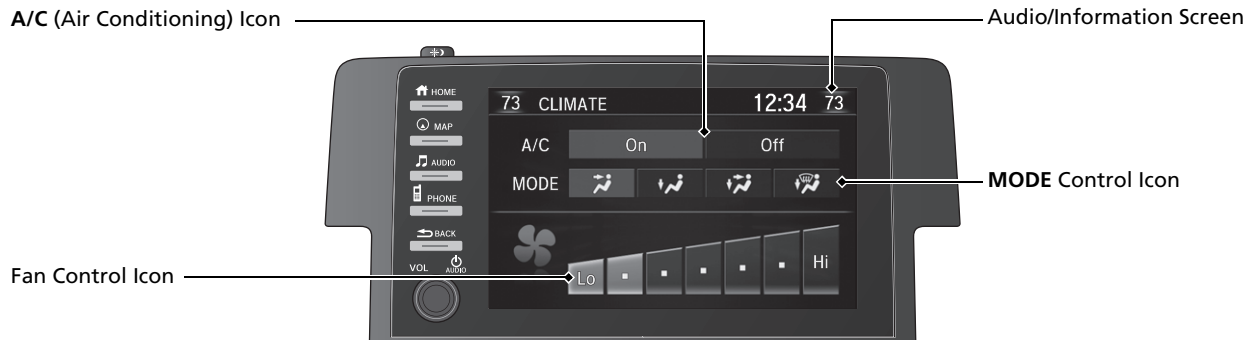 A/C (Air Conditioning) Icon
Audio/Information Screen
HOME
73 CLIMATE 12:34 73
MAP
A/C On Off
AUDIO
MODE
MODE Control Icon
PHONE
BACK
VOL AUDIO
Fan Control Icon
Lo Hi